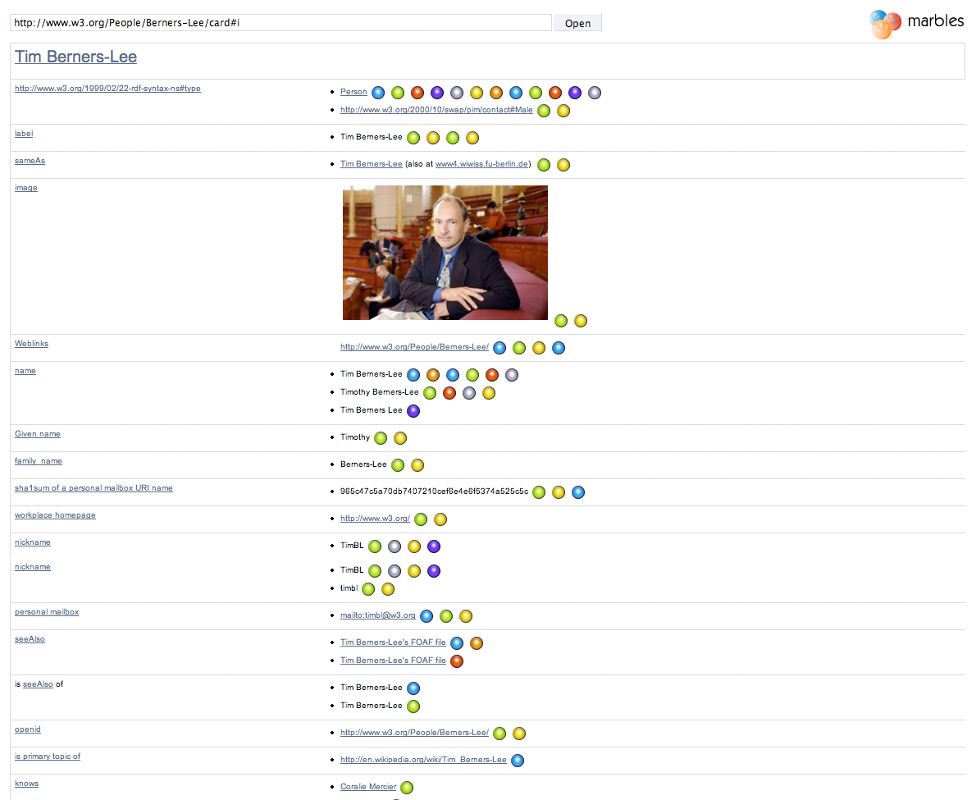 http://www.w3.org/People/Berners-Lee/card#i Open marbles
Tim Berners-Lee
http://www.w3.org/1999/02/22-rdf-syntax-ns#type Person
http://www.w3.org/2000/10/swap/pim/contact#Male
label Tim Berners-Lee
sameAs Tim Berners-Lee (also at www4.wiwiss.fu-berlin.de)
image
Weblinks http://www.w3.org/People/Berners-Lee/
name Tim Berners-Lee
Timothy Berners-Lee
Tim Berners Lee
Given name Timothy
family_name Berners-Lee
sha1sum of a personal mailbox URI name 965c47c5a70db7407210cef6e4e6f5374a525c5c
workplace homepage http://www.w3.org/
nickname TimBL
nickname TimBL
timbl
personal mailbox mailto:timbl@w3.org
seeAlso Tim Berners-Lee's FOAF file
Tim Berners-Lee's FOAF file
is seeAlso of Tim Berners-Lee
Tim Berners-Lee
openid http://www.w3.org/People/Berners-Lee/
is primary topic of http://en.wikipedia.org/wiki/Tim_Berners-Lee
knows Coralie Mercier